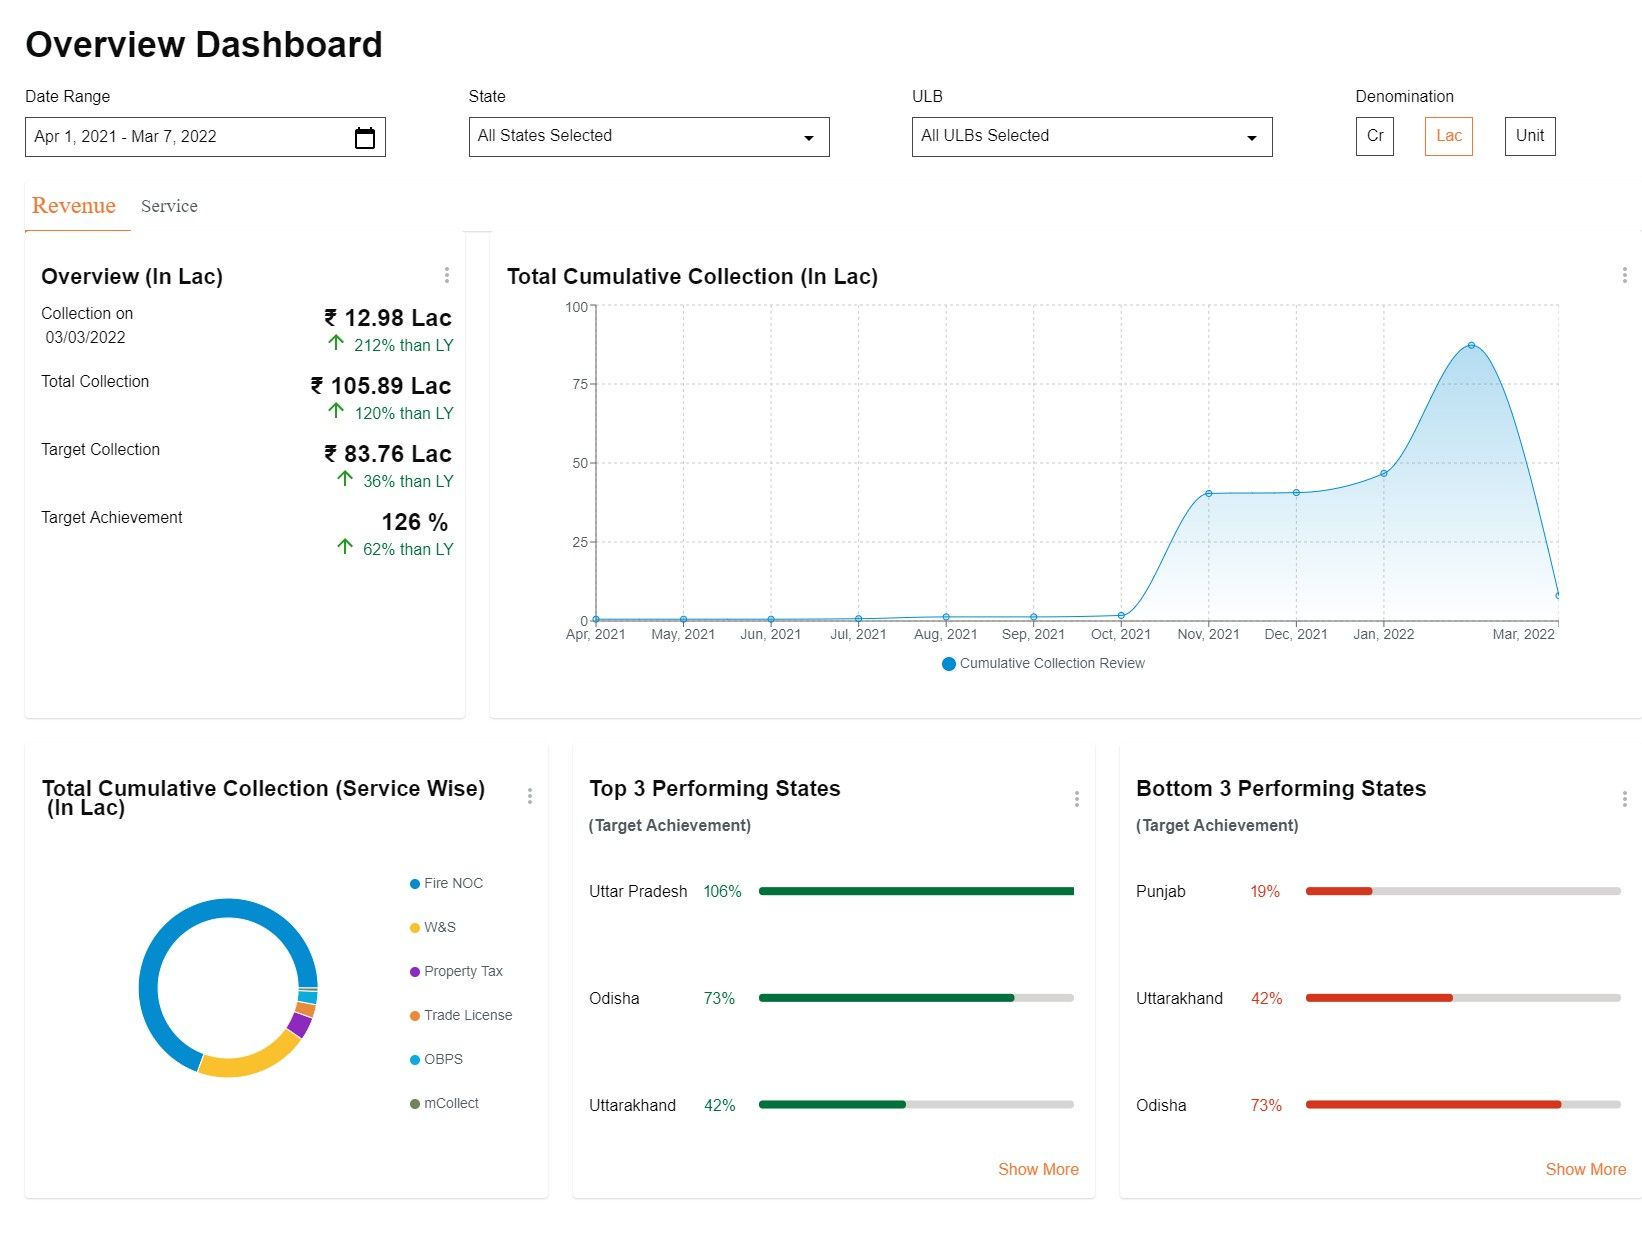 Overview Dashboard
Date Range
State
ULB
Denomination
Apr 1, 2021 - Mar 7, 2022
All States Selected
All ULBs Selected
Cr
Lac
Unit
Revenue
Service
Overview (In Lac)
Collection on
03/03/2022
₹ 12.98 Lac
212% than LY
Total Collection
₹ 105.89 Lac
120% than LY
Target Collection
₹ 83.76 Lac
36% than LY
Target Achievement
126 %
62% than LY
Total Cumulative Collection (In Lac)
100
75
50
25
0
Apr, 2021
May, 2021
Jun, 2021
Jul, 2021
Aug, 2021
Sep, 2021
Oct, 2021
Nov, 2021
Dec, 2021
Jan, 2022
Mar, 2022
Cumulative Collection Review
Total Cumulative Collection (Service Wise)
(In Lac)
Fire NOC
W&S
Property Tax
Trade License
OBPS
mCollect
Top 3 Performing States
(Target Achievement)
Uttar Pradesh 106%
Odisha 73%
Uttarakhand 42%
Show More
Bottom 3 Performing States
(Target Achievement)
Punjab 19%
Uttarakhand 42%
Odisha 73%
Show More